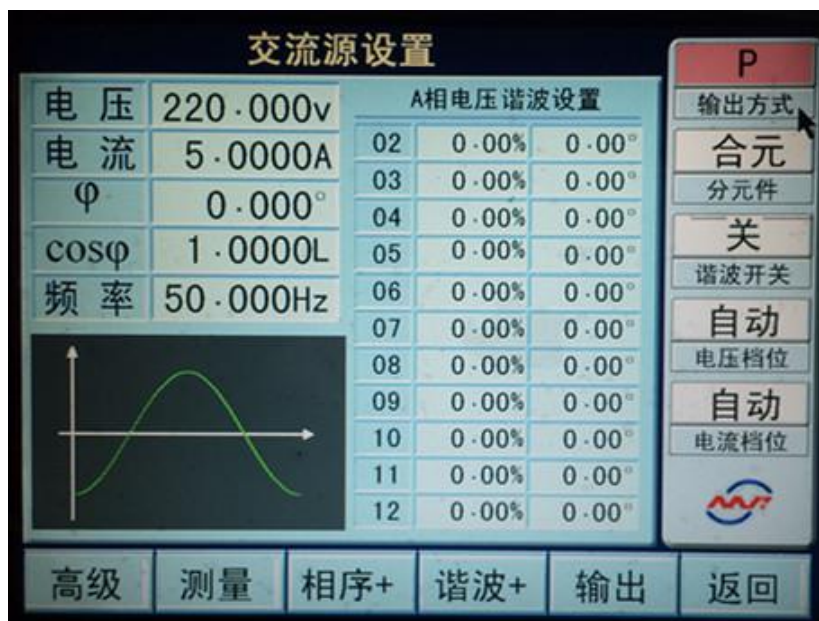 交流源设置
电 压 220.000v
电 流 5.0000A
φ 0.000°
cosφ 1.0000L
频 率 50.000Hz
A相电压谐波设置
02 0.00% 0.00°
03 0.00% 0.00°
04 0.00% 0.00°
05 0.00% 0.00°
06 0.00% 0.00°
07 0.00% 0.00°
08 0.00% 0.00°
09 0.00% 0.00°
10 0.00% 0.00°
11 0.00% 0.00°
12 0.00% 0.00°
P
输出方式
合元
分元件
关
谐波开关
自动
电压档位
自动
电流档位
高级 测量 相序+ 谐波+ 输出 返回